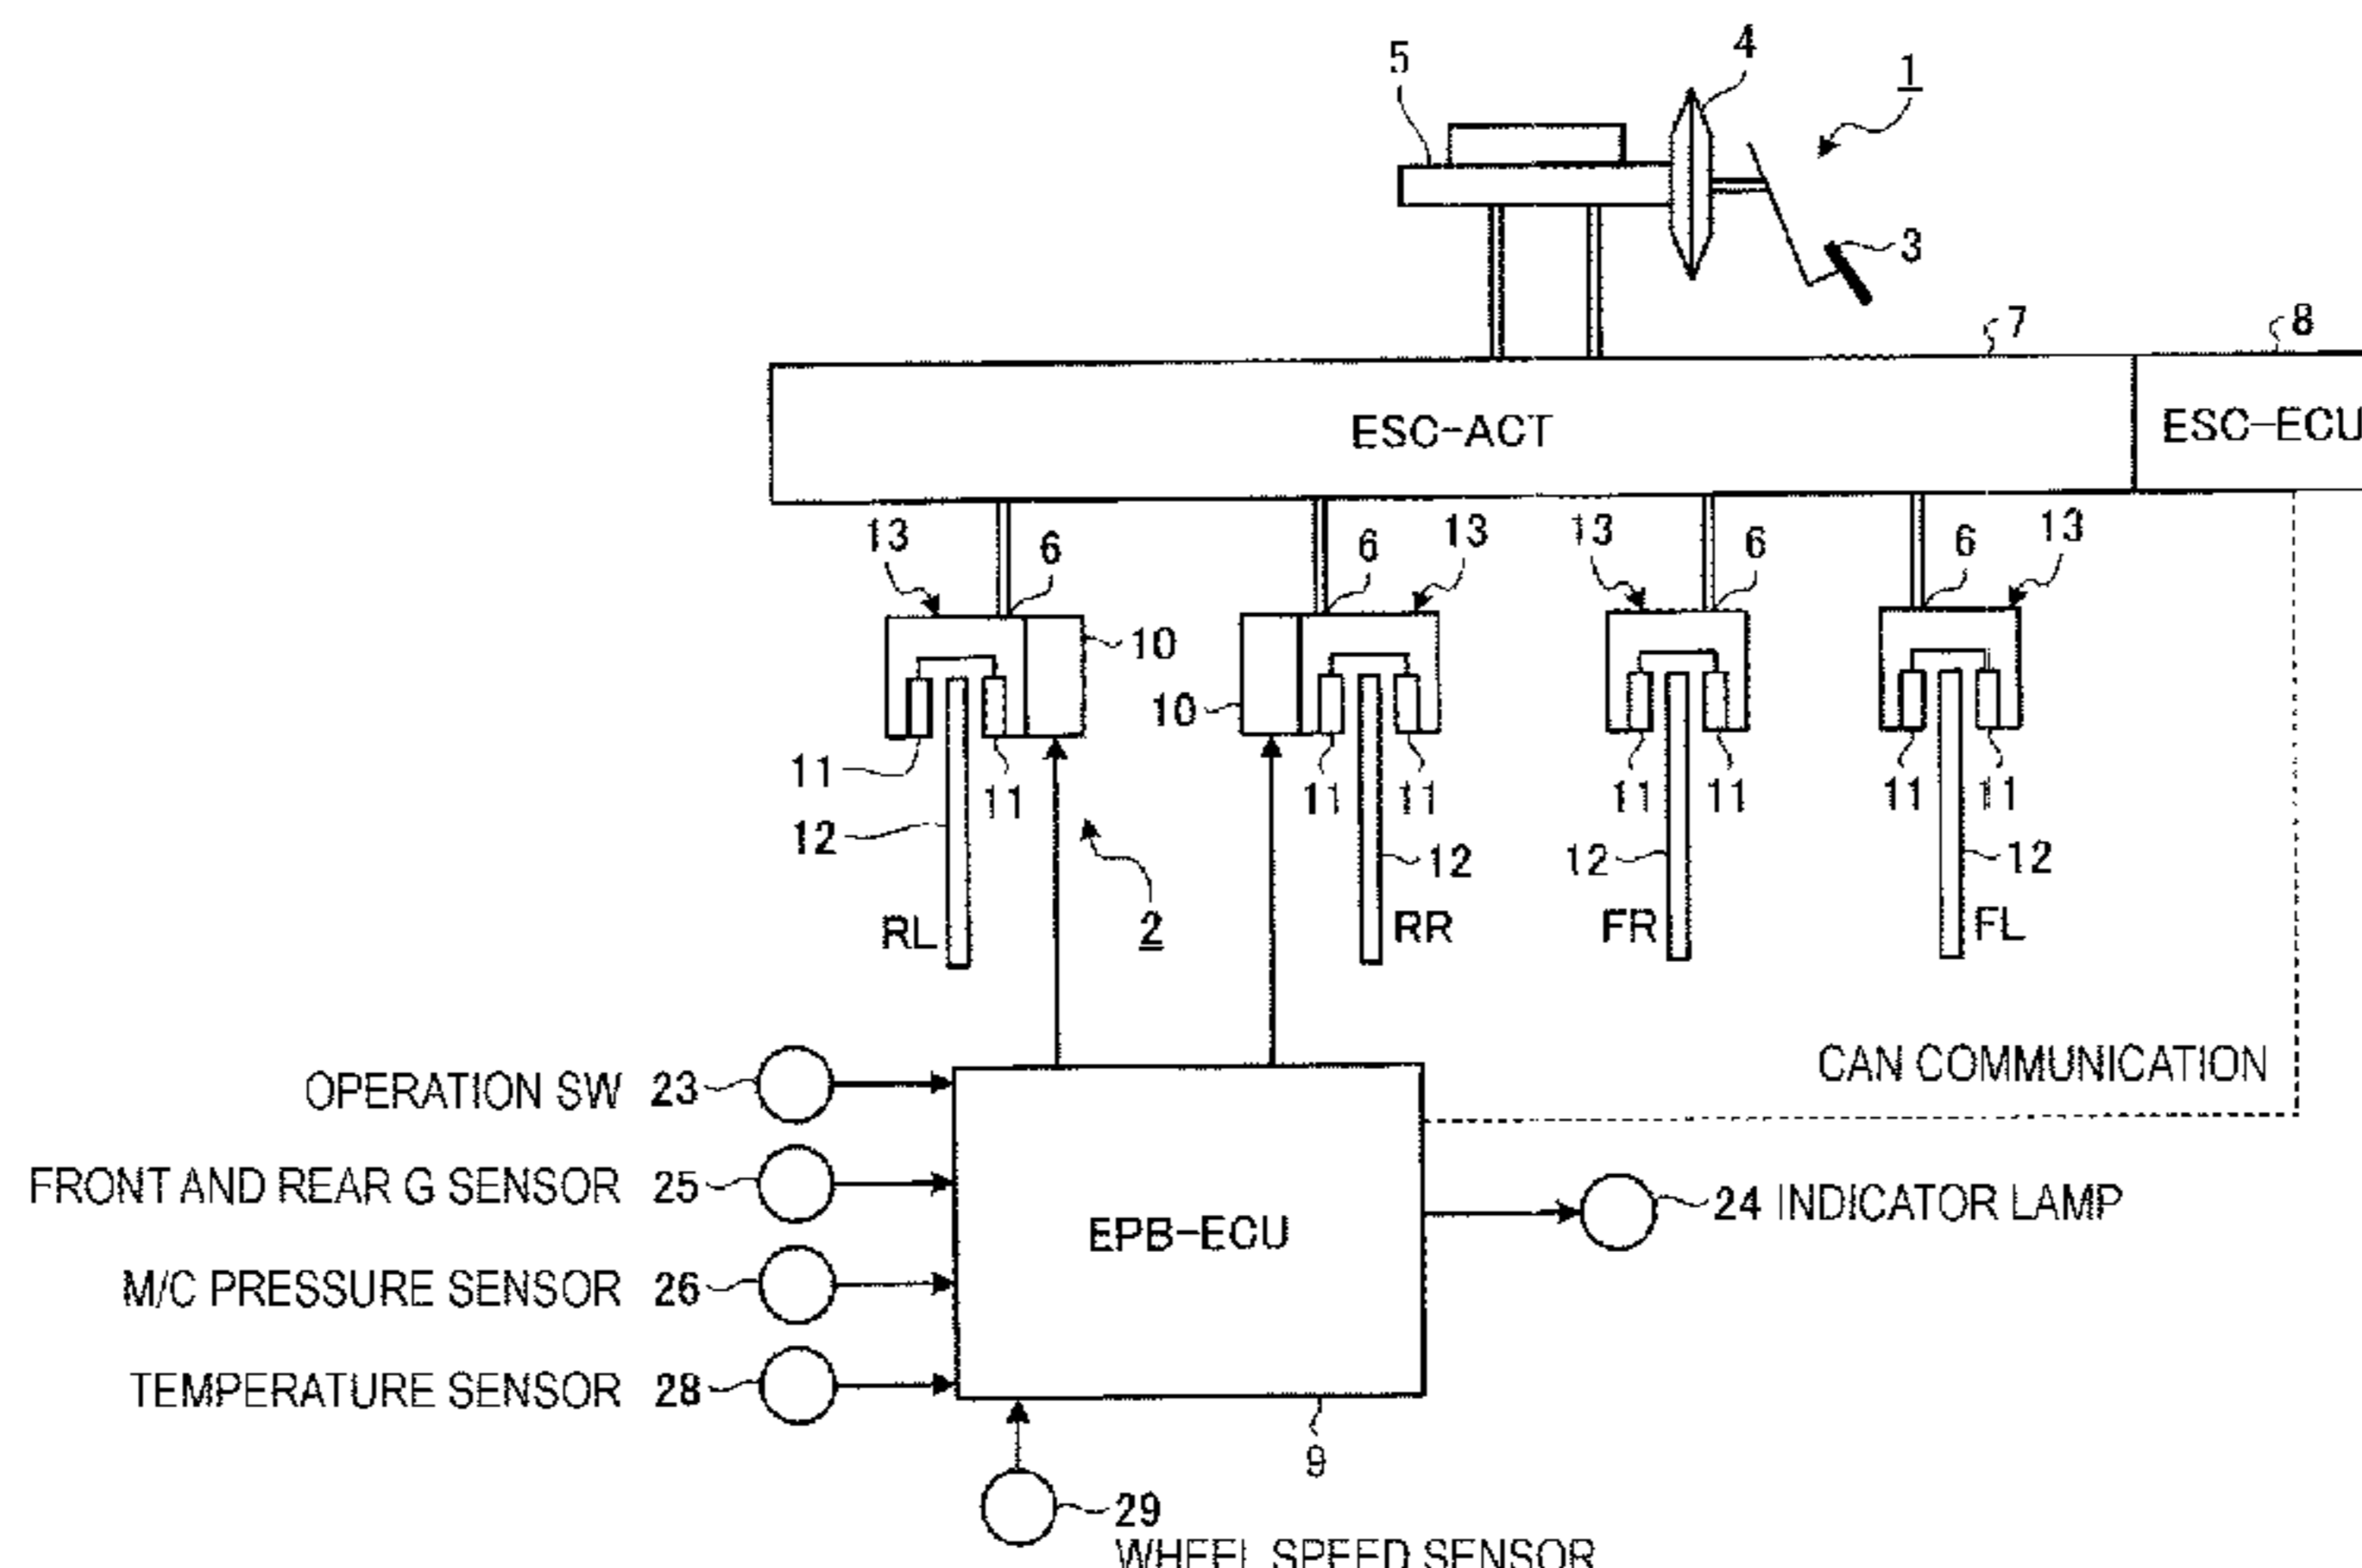 4
5
1
3
7
8
ESC-ACT
ESC-ECU
13
6
6
13
13
6
6
13
10
10
11
11
11
11
11
11
11
11
12
12
12
12
RL
2
RR
FR
FL
CAN COMMUNICATION
OPERATION SW 23
FRONT AND REAR G SENSOR 25
M/C PRESSURE SENSOR 26
TEMPERATURE SENSOR 28
EPB-ECU
24 INDICATOR LAMP
9
29
WHEEL SPEED SENSOR